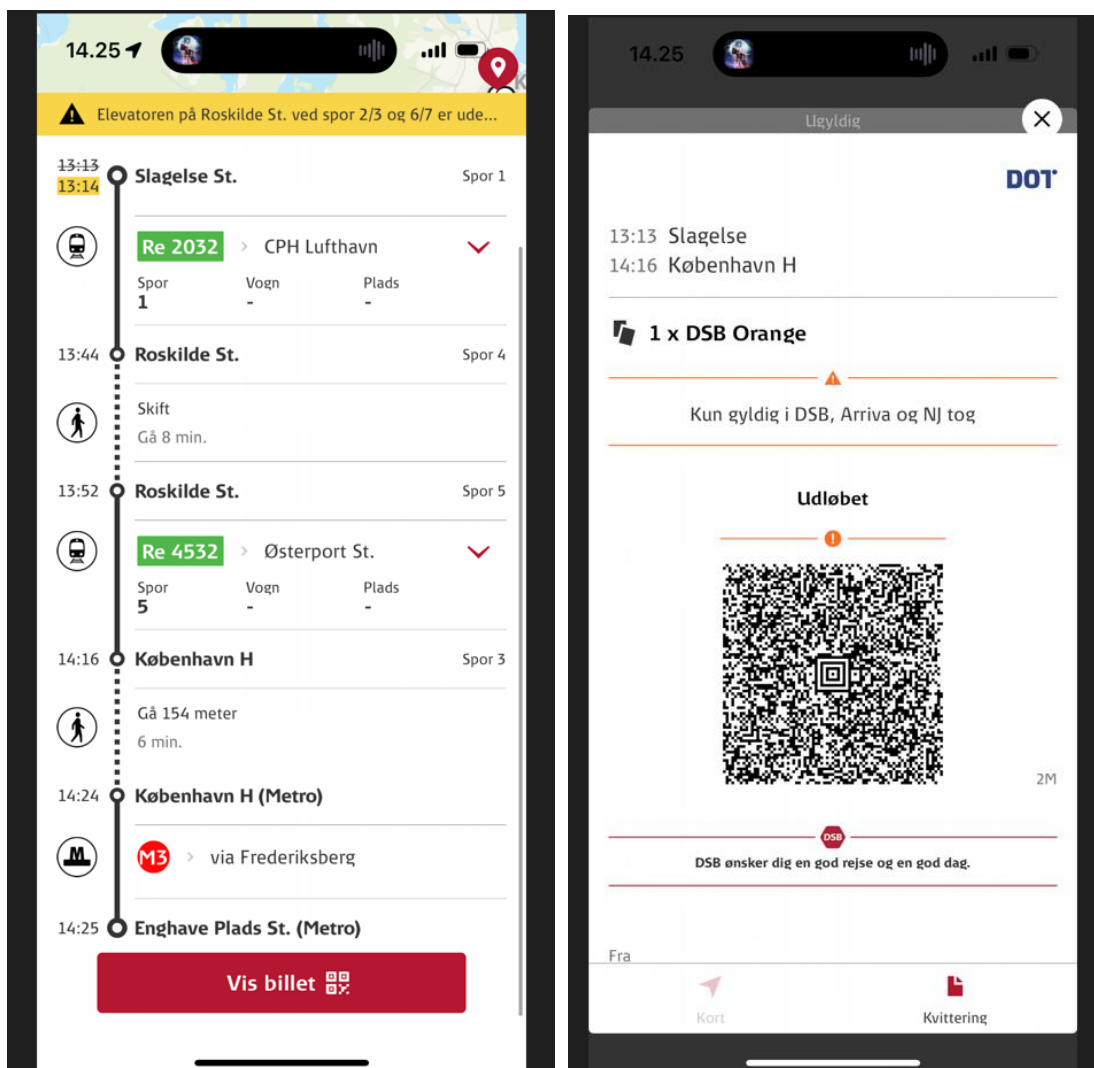 14.25
Elevatoren på Roskilde St. ved spor 2/3 og 6/7 er ude...
13:13
13:14
Slagelse St.
Spor 1
Re 2032 > CPH Lufthavn
Spor Vogn Plads
1 - -
13:44 Roskilde St. Spor 4
Skift
Gå 8 min.
13:52 Roskilde St. Spor 5
Re 4532 > Østerport St.
Spor Vogn Plads
5 - -
14:16 København H Spor 3
Gå 154 meter
6 min.
14:24 København H (Metro)
M
M3 > via Frederiksberg
14:25 Enghave Plads St. (Metro)
Vis billet
14.25
Ugyldig
DOT
13:13 Slagelse
14:16 København H
1 x DSB Orange
Kun gyldig i DSB, Arriva og NJ tog
Udløbet
2M
DSB
DSB ønsker dig en god rejse og en god dag.
Fra
Kort
Kvittering